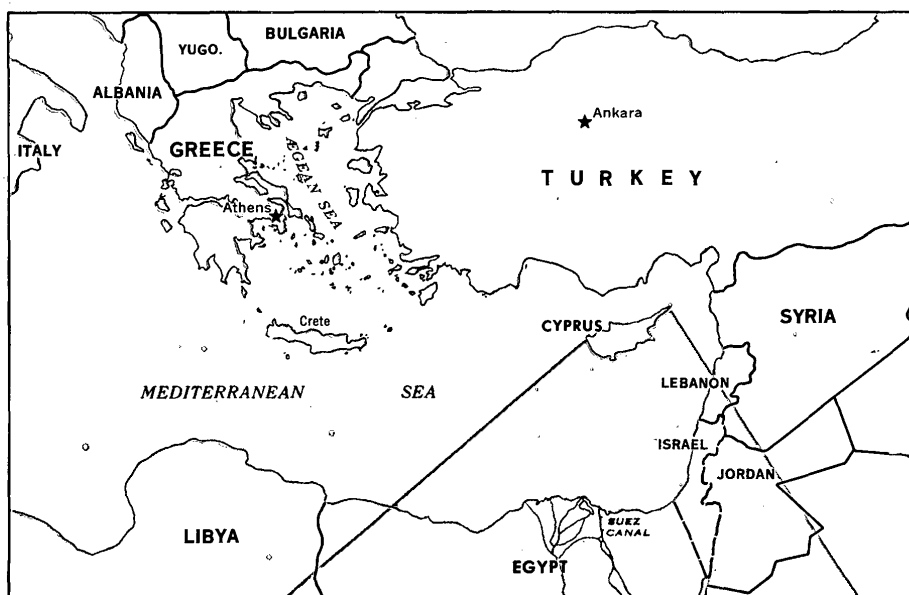 BULGARIA
YUGO.
ALBANIA
Ankara
ITALY
GREECE
ÆGEAN SEA
TURKEY
Athens
SYRIA
Crete
CYPRUS
LEBANON
MEDITERRANEAN SEA
ISRAEL
JORDAN
SUEZ
CANAL
LIBYA
EGYPT